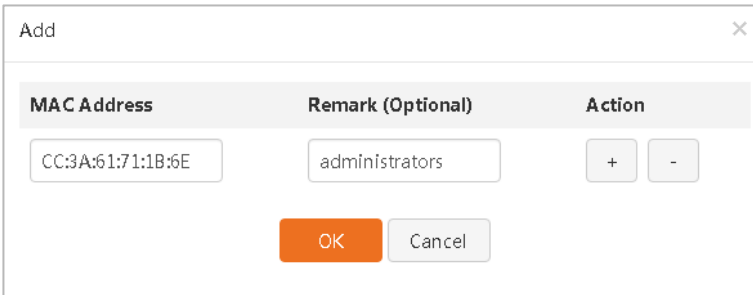 Add ×
MAC Address Remark (Optional) Action
CC:3A:61:71:1B:6E administrators + -
OK Cancel